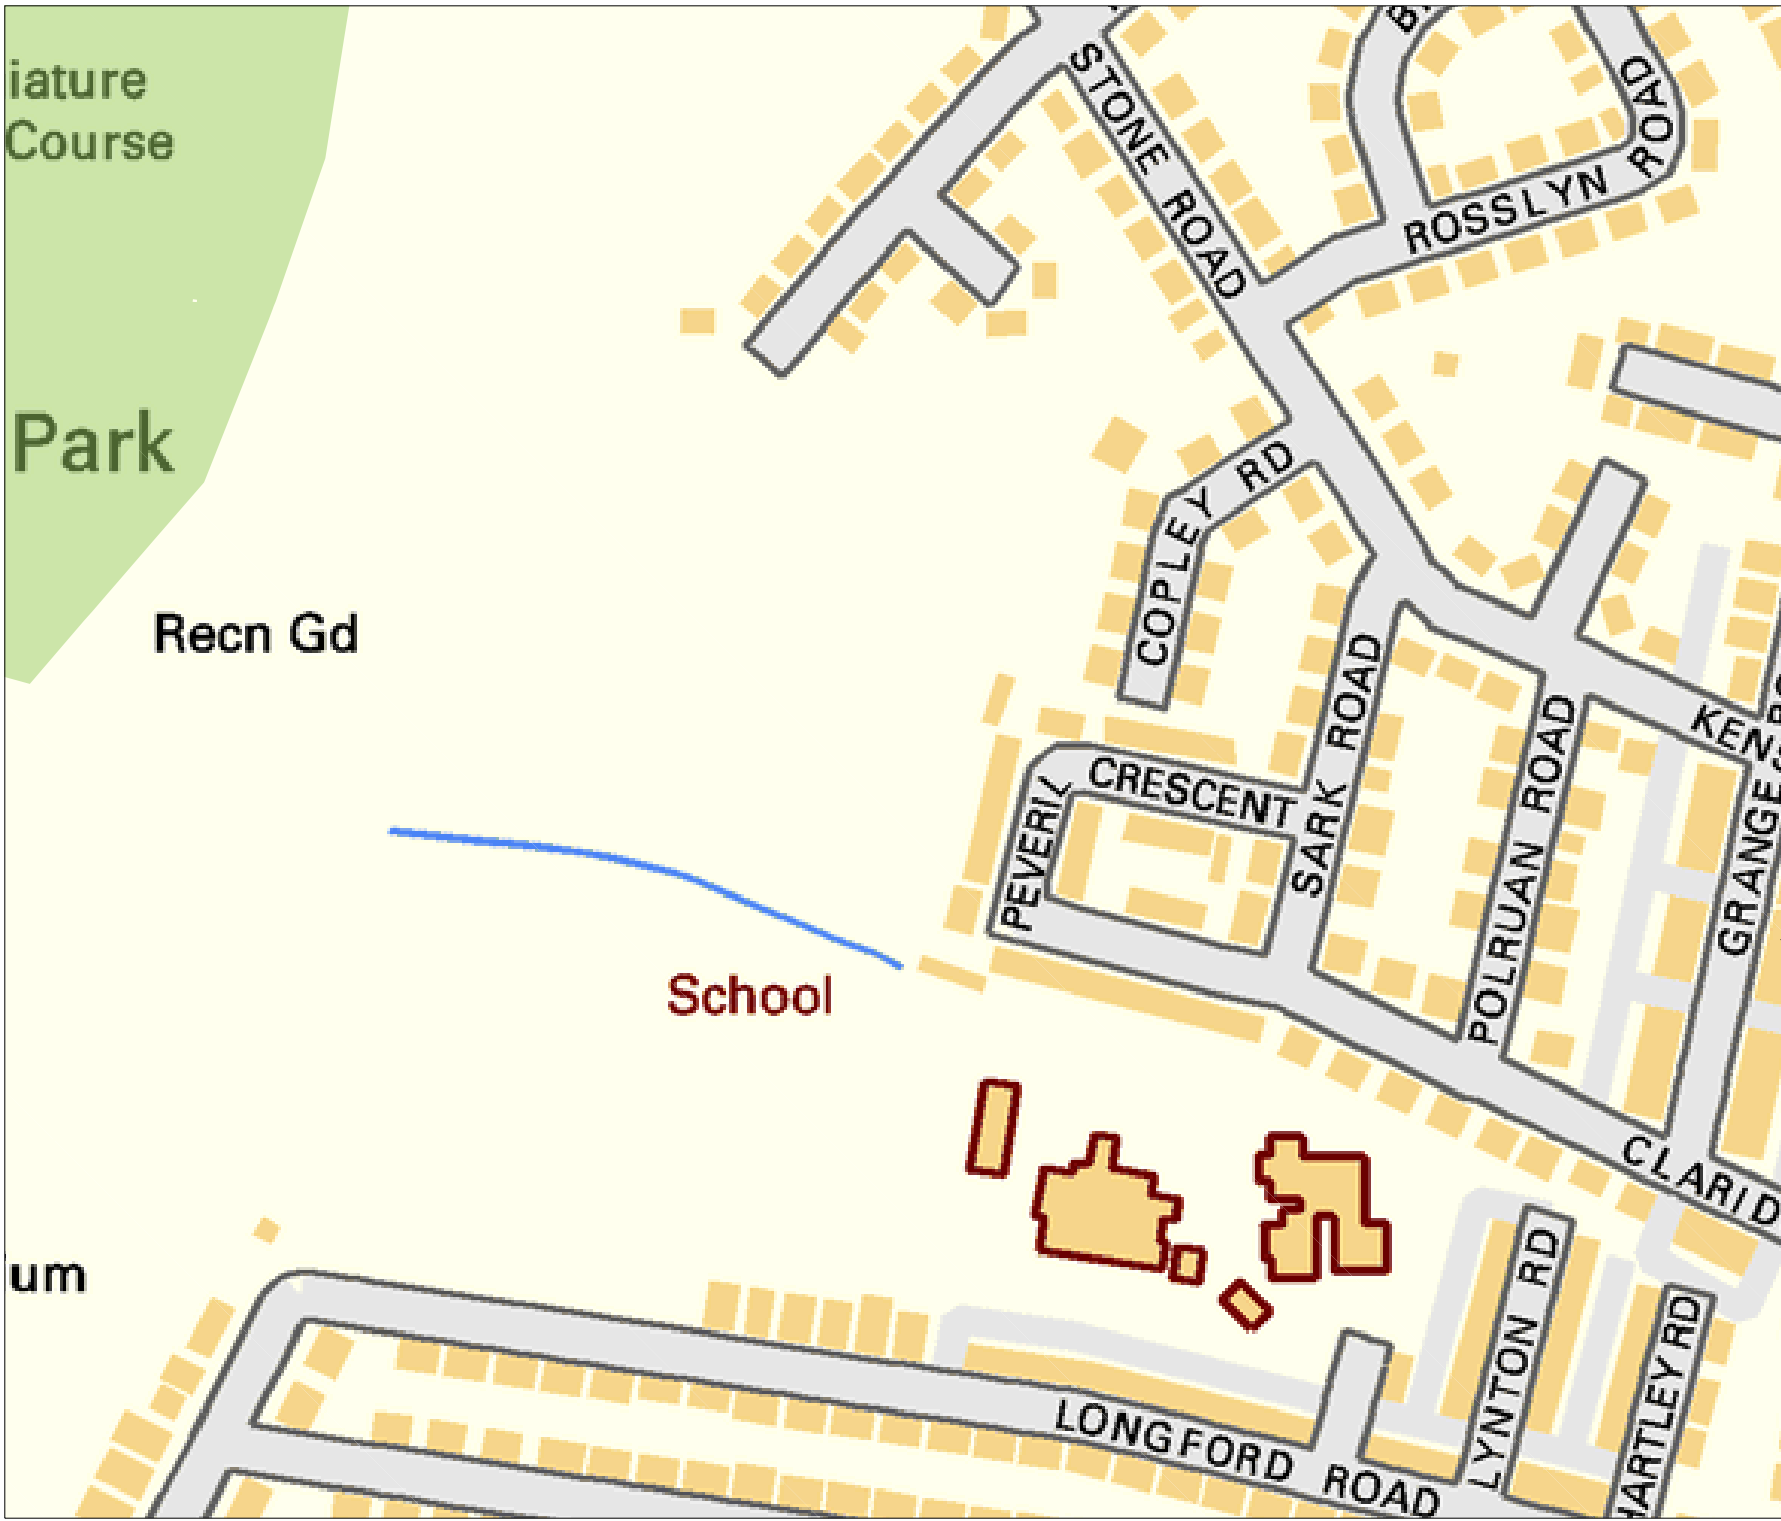 iature
Course
Park
Recn Gd
School
um
STONE ROAD
ROSSLYN ROAD
COPLEY RD
SARK ROAD
PEVERIL CRESCENT
POLRUAN ROAD
KENS
GRANGE
CLARID
LONGFORD ROAD
LYNTON RD
HARTLEY RD